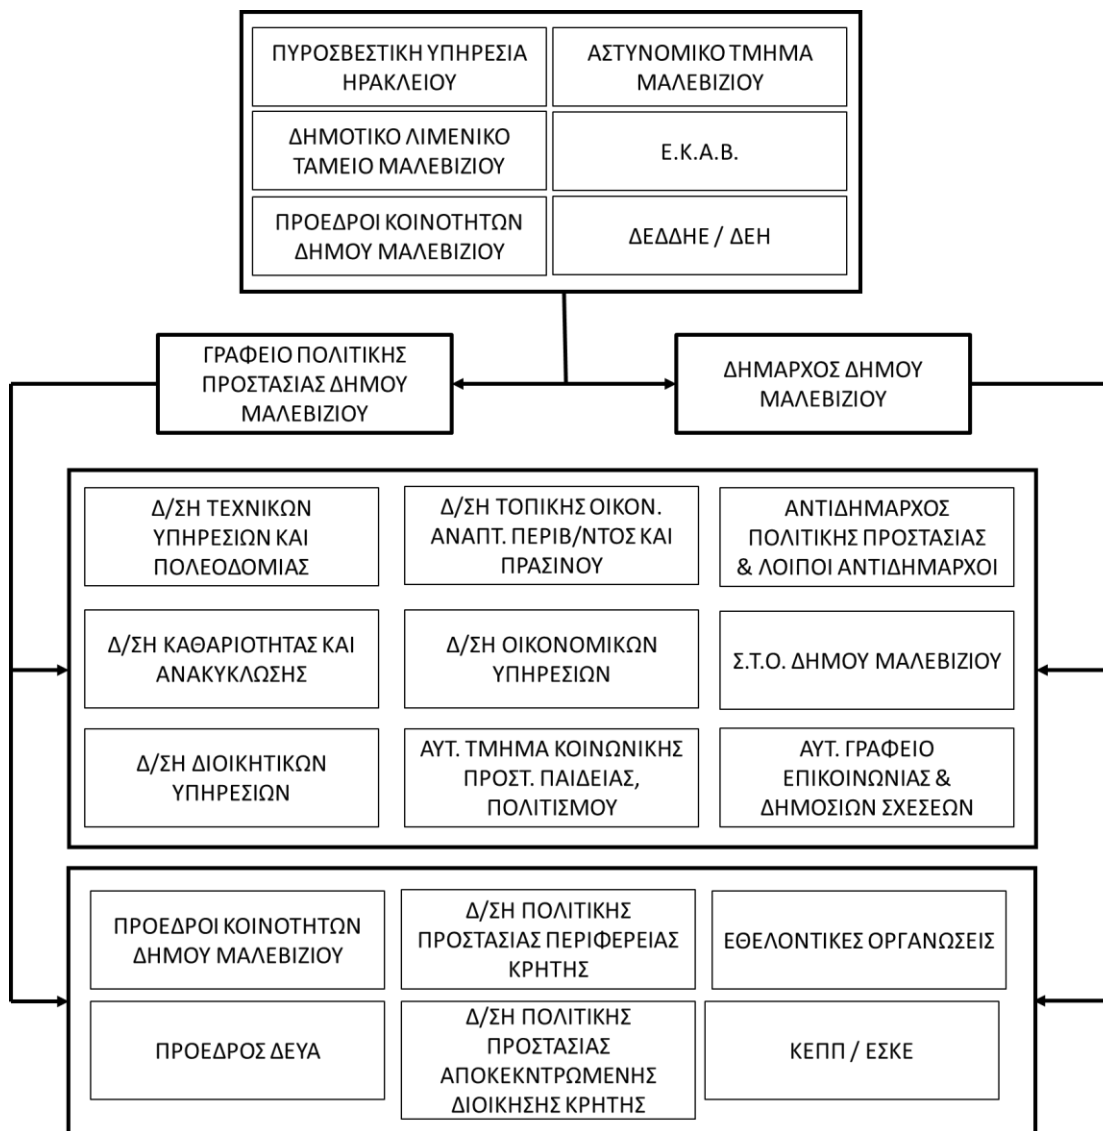 ΠΥΡΟΣΒΕΣΤΙΚΗ ΥΠΗΡΕΣΙΑ
ΗΡΑΚΛΕΙΟΥ
ΑΣΤΥΝΟΜΙΚΟ ΤΜΗΜΑ
ΜΑΛΕΒΙΖΙΟΥ
ΔΗΜΟΤΙΚΟ ΛΙΜΕΝΙΚΟ
ΤΑΜΕΙΟ ΜΑΛΕΒΙΖΙΟΥ
Ε.Κ.Α.Β.
ΠΡΟΕΔΡΟΙ ΚΟΙΝΟΤΗΤΩΝ
ΔΗΜΟΥ ΜΑΛΕΒΙΖΙΟΥ
ΔΕΔΔΗΕ / ΔΕΗ
ΓΡΑΦΕΙΟ ΠΟΛΙΤΙΚΗΣ
ΠΡΟΣΤΑΣΙΑΣ ΔΗΜΟΥ
ΜΑΛΕΒΙΖΙΟΥ
ΔΗΜΑΡΧΟΣ ΔΗΜΟΥ
ΜΑΛΕΒΙΖΙΟΥ
Δ/ΣΗ ΤΕΧΝΙΚΩΝ
ΥΠΗΡΕΣΙΩΝ ΚΑΙ
ΠΟΛΕΟΔΟΜΙΑΣ
Δ/ΣΗ ΤΟΠΙΚΗΣ ΟΙΚΟΝ.
ΑΝΑΠΤ. ΠΕΡΙΒ/ΝΤΟΣ ΚΑΙ
ΠΡΑΣΙΝΟΥ
ΑΝΤΙΔΗΜΑΡΧΟΣ
ΠΟΛΙΤΙΚΗΣ ΠΡΟΣΤΑΣΙΑΣ
& ΛΟΙΠΟΙ ΑΝΤΙΔΗΜΑΡΧΟΙ
Δ/ΣΗ ΚΑΘΑΡΙΟΤΗΤΑΣ ΚΑΙ
ΑΝΑΚΥΚΛΩΣΗΣ
Δ/ΣΗ ΟΙΚΟΝΟΜΙΚΩΝ
ΥΠΗΡΕΣΙΩΝ
Σ.Τ.Ο. ΔΗΜΟΥ ΜΑΛΕΒΙΖΙΟΥ
Δ/ΣΗ ΔΙΟΙΚΗΤΙΚΩΝ
ΥΠΗΡΕΣΙΩΝ
ΑΥΤ. ΤΜΗΜΑ ΚΟΙΝΩΝΙΚΗΣ
ΠΡΟΣΤ. ΠΑΙΔΕΙΑΣ,
ΠΟΛΙΤΙΣΜΟΥ
ΑΥΤ. ΓΡΑΦΕΙΟ
ΕΠΙΚΟΙΝΩΝΙΑΣ &
ΔΗΜΟΣΙΩΝ ΣΧΕΣΕΩΝ
ΠΡΟΕΔΡΟΙ ΚΟΙΝΟΤΗΤΩΝ
ΔΗΜΟΥ ΜΑΛΕΒΙΖΙΟΥ
Δ/ΣΗ ΠΟΛΙΤΙΚΗΣ
ΠΡΟΣΤΑΣΙΑΣ ΠΕΡΙΦΕΡΕΙΑΣ
ΚΡΗΤΗΣ
ΕΘΕΛΟΝΤΙΚΕΣ ΟΡΓΑΝΩΣΕΙΣ
ΠΡΟΕΔΡΟΣ ΔΕΥΑ
Δ/ΣΗ ΠΟΛΙΤΙΚΗΣ
ΠΡΟΣΤΑΣΙΑΣ
ΑΠΟΚΕΚΝΤΡΩΜΕΝΗΣ
ΔΙΟΙΚΗΣΗΣ ΚΡΗΤΗΣ
ΚΕΠΠ / ΕΣΚΕ